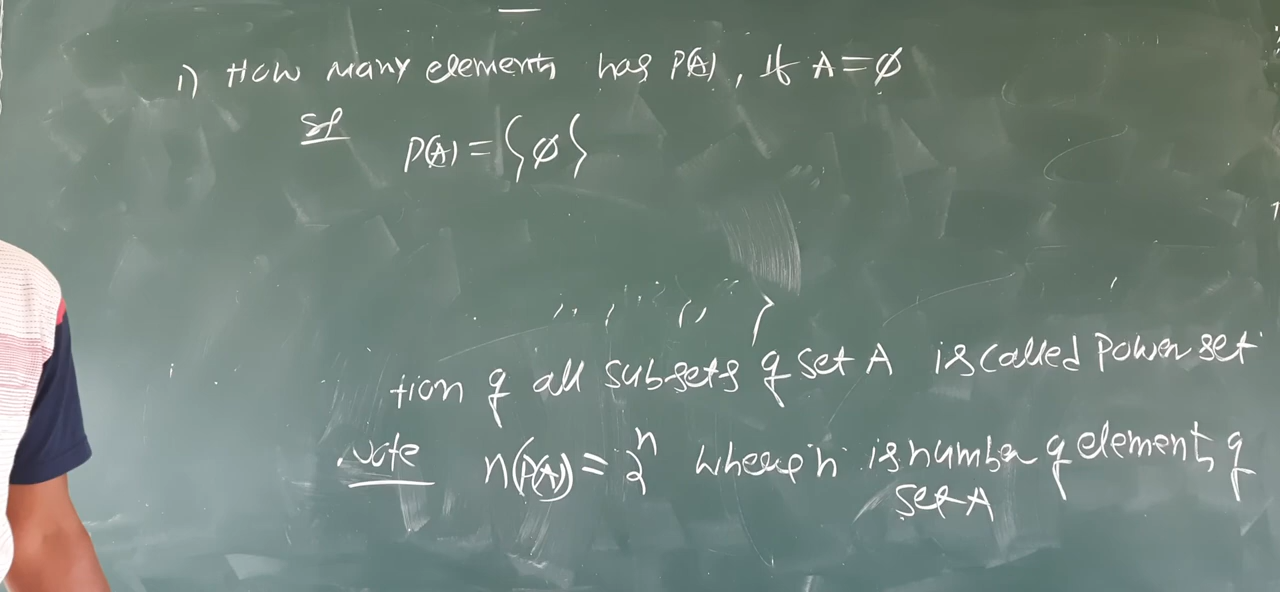 1) How many elements has P(A), If A = ∅
Sol
P(A) = {∅}
tion of all subsets of set A is called Power set
Note n(P(A)) = 2ⁿ where 'n' is number of elements of
set A